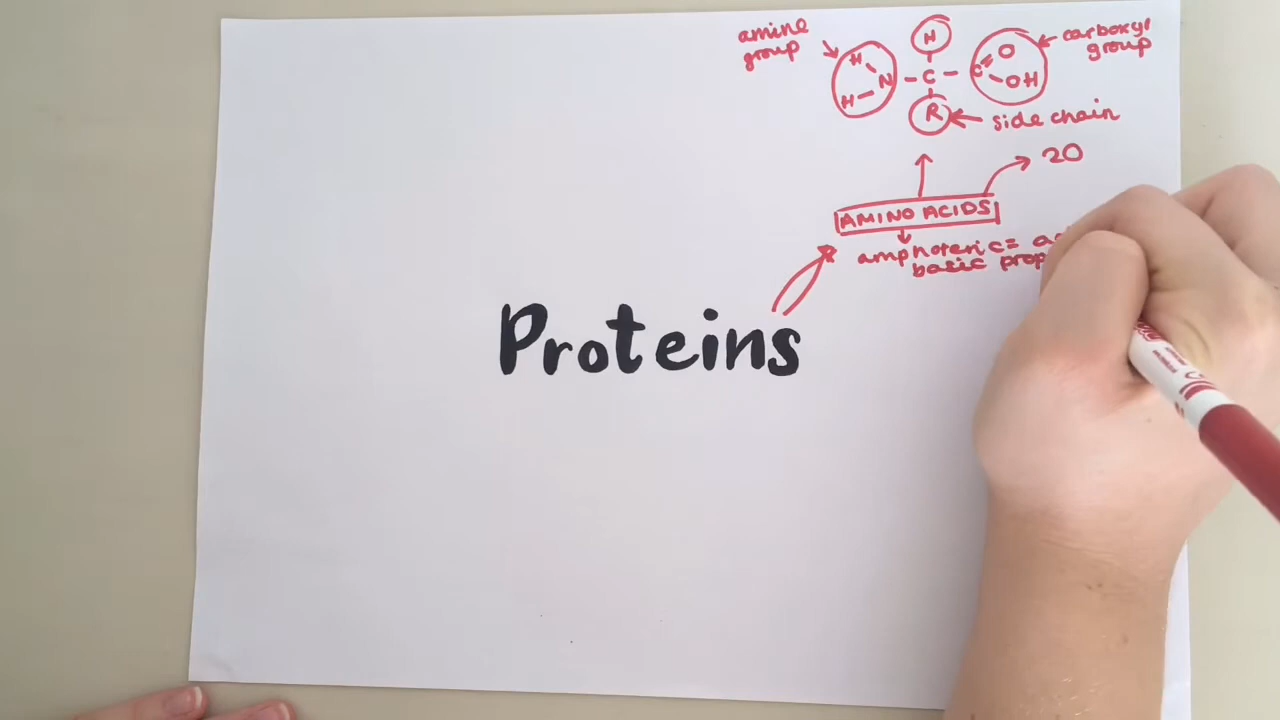 amine
group
H
carboxyl
group
H
N
H
C
C
O
OH
R
side chain
20
AMINO ACIDS
amphoteric =
basic
Proteins